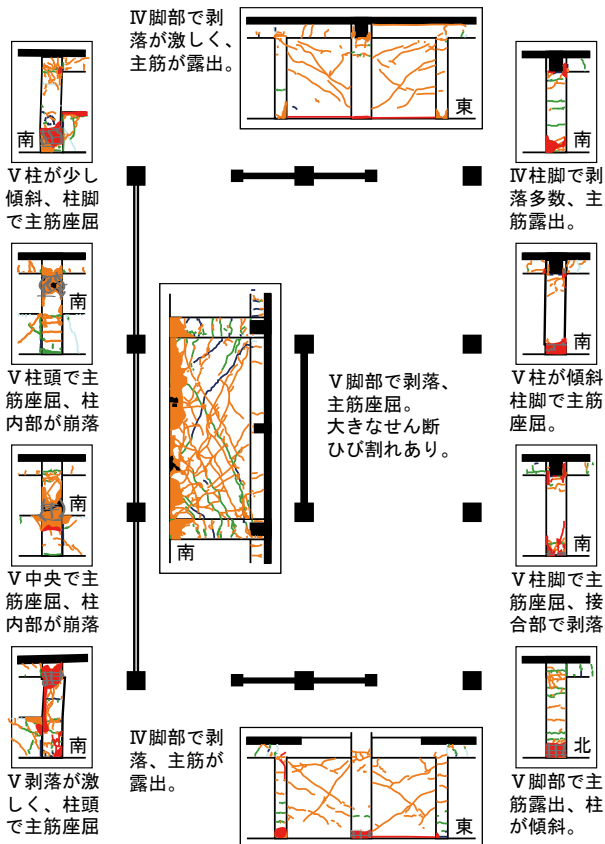 Ⅳ脚部で剥
落が激しく、
主筋が露出。
東
南
Ⅴ柱が少し
傾斜、柱脚
で主筋座屈
南
Ⅳ柱脚で剥
落多数、主
筋露出。
南
Ⅴ柱頭で主
筋座屈、柱
内部が崩落
南
Ⅴ脚部で剥落、
主筋座屈。
大きなせん断
ひび割れあり。
南
Ⅴ柱が傾斜
柱脚で主筋
座屈。
南
Ⅴ中央で主
筋座屈、柱
内部が崩落
南
Ⅴ柱脚で主
筋座屈、接
合部で剥落
南
Ⅴ剥落が激
しく、柱頭
で主筋座屈
Ⅳ脚部で剥
落、主筋が
露出。
東
北
Ⅴ脚部で主
筋露出、柱
が傾斜。